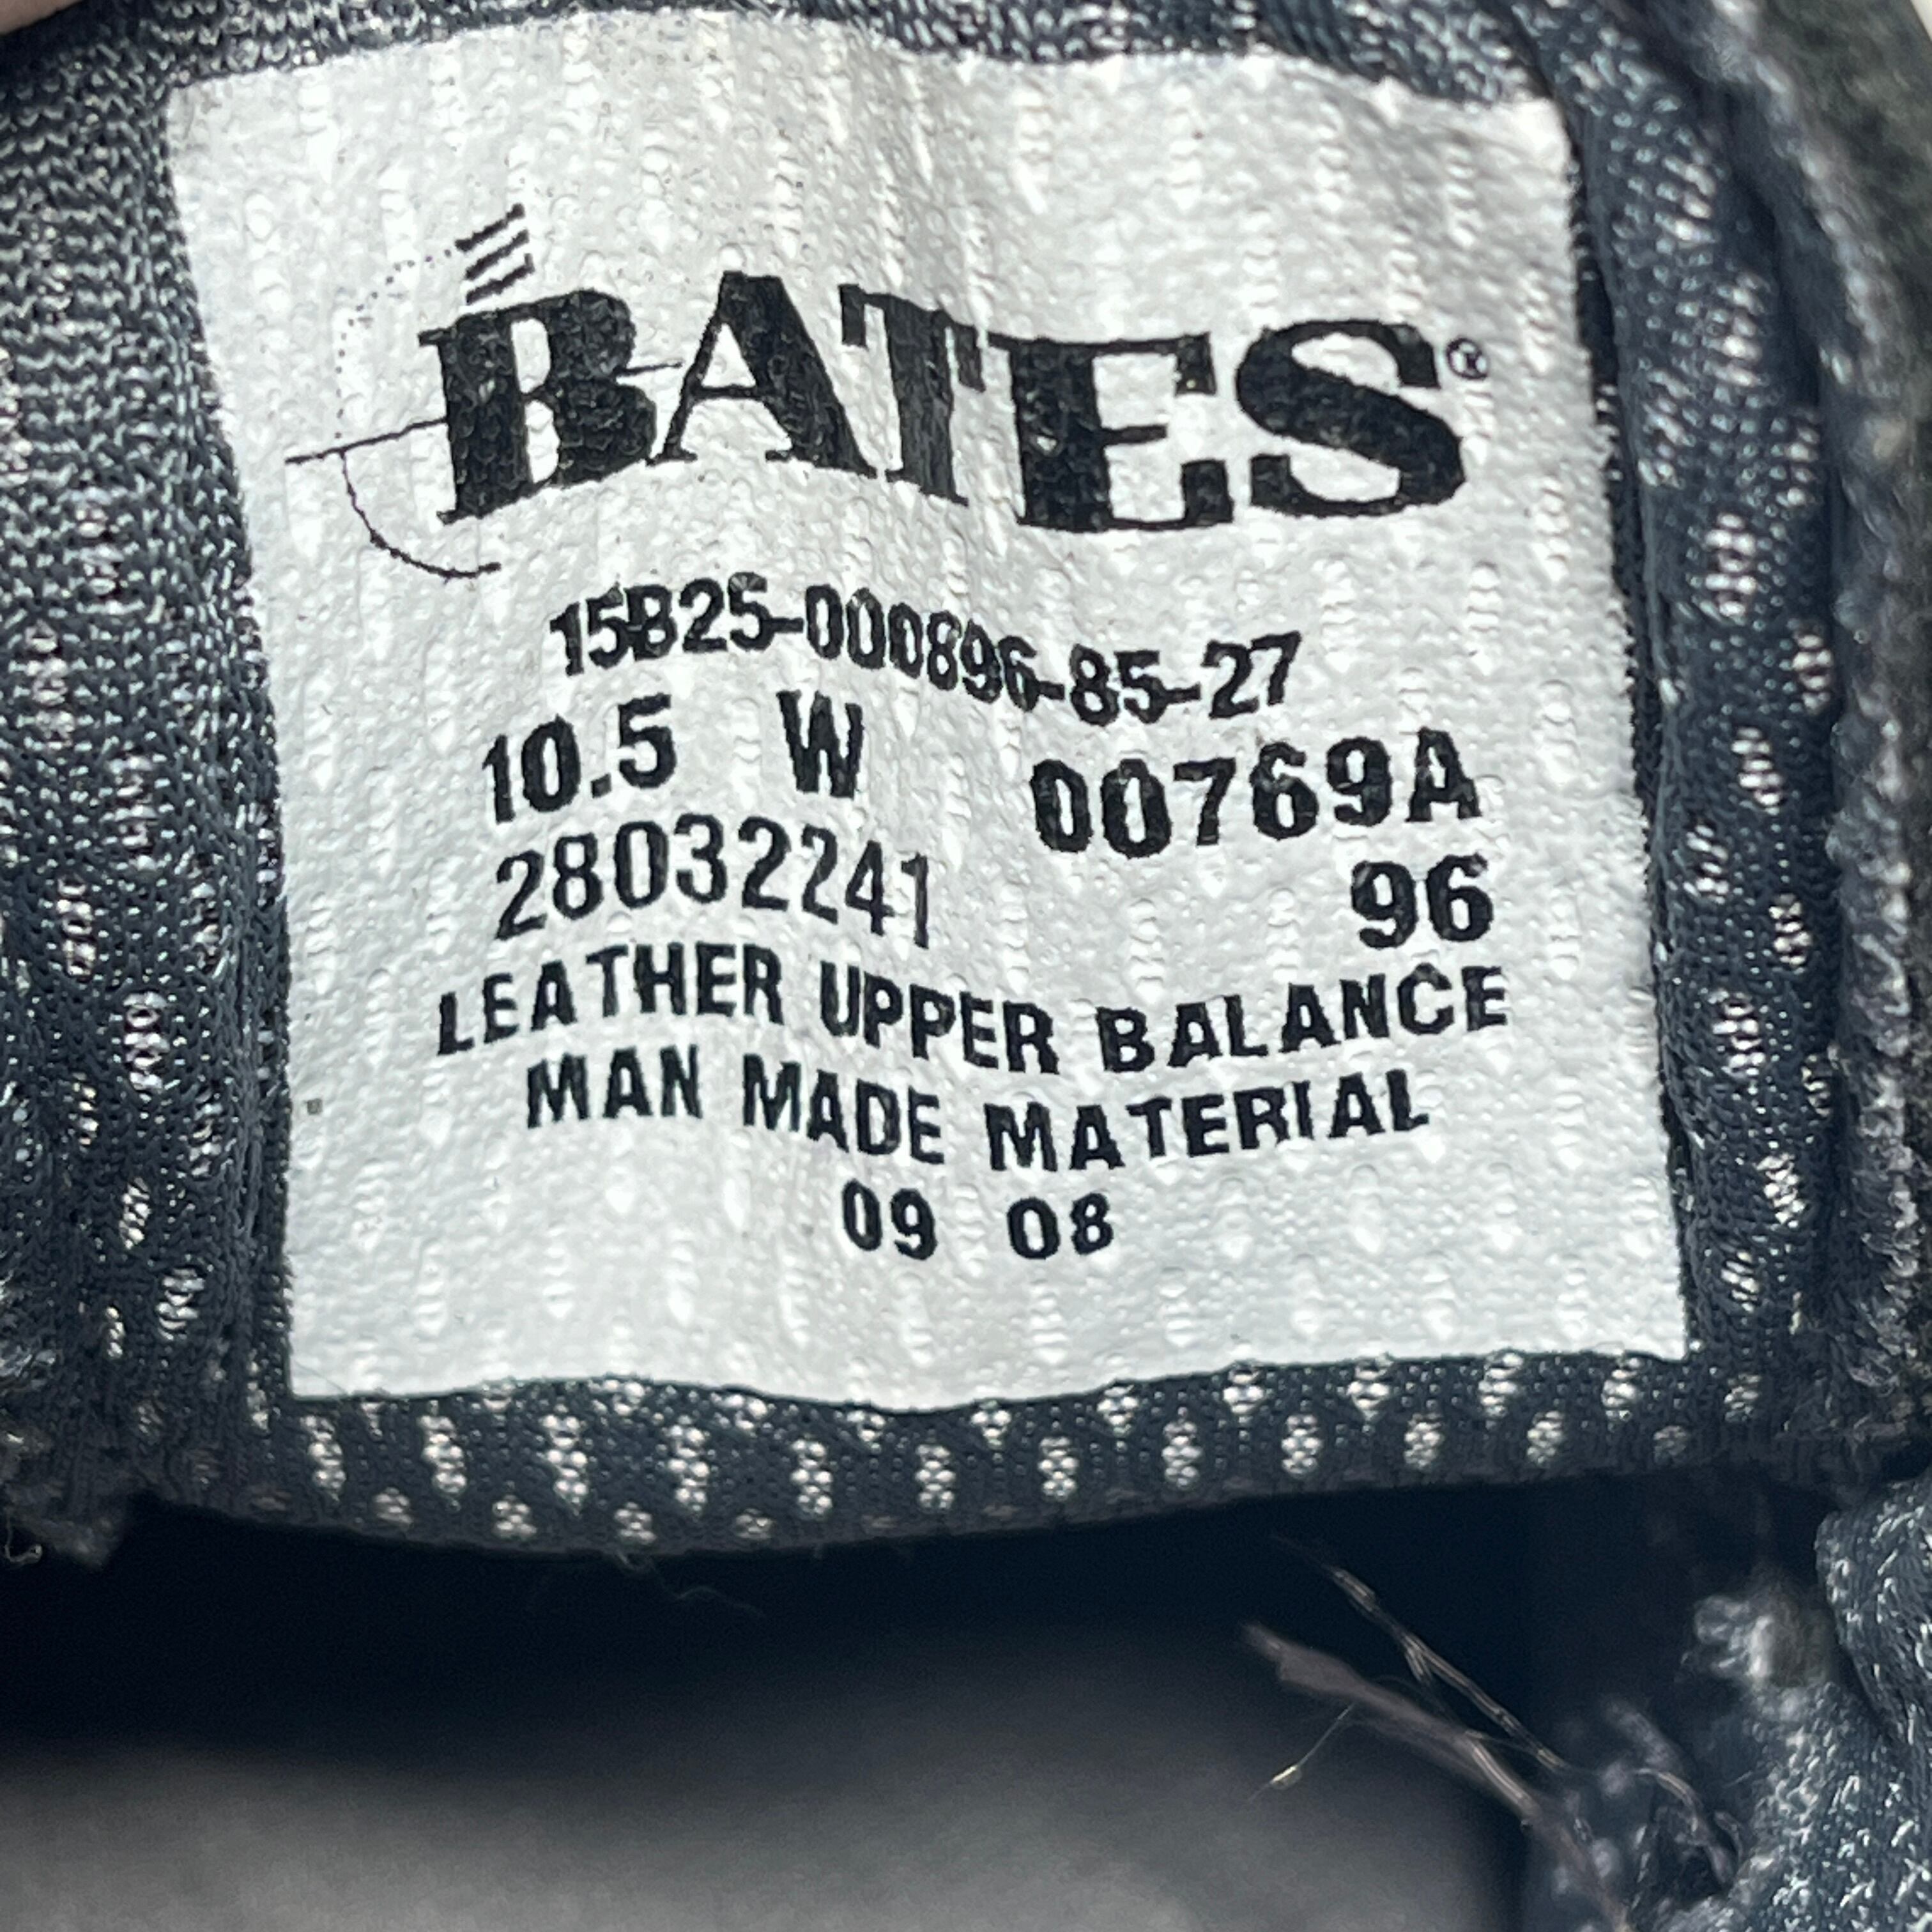 BATES®
15B25-000896-85-27
10.5 W 00769A
28032241 96
LEATHER UPPER BALANCE
MAN MADE MATERIAL
09 08